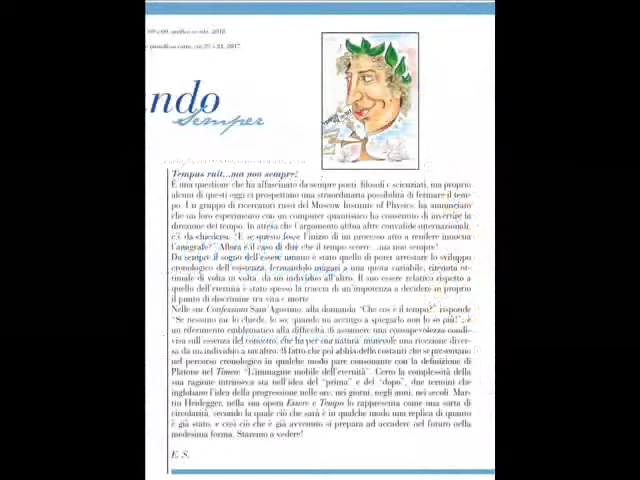 ndo
Semper
Tempus ruit...ma non sempre!
È una questione che ha affascinato da sempre poeti, filosofi e scienziati, ma proprio
alcuni di questi oggi ci prospettano una straordinaria possibilità di fermare il tem-
po. Un gruppo di ricercatori russi del Moscow Institute of Physics, ha annunciato
che un loro esperimento con un computer quantistico ha consentito di invertire la
direzione del tempo. In attesa che l'argomento abbia altre convalide internazionali,
c'è da chiedersi: "E se questo fosse l'inizio di un processo atto a rendere innocua
l'anagrafe?" Allora è il caso di dire che il tempo scorre...ma non sempre!
Da sempre il sogno dell'essere umano è stato quello di poter arrestare lo sviluppo
cronologico dell'esistenza, fermandolo magari a una quota variabile, ritenuta ot-
timale di volta in volta, da un individuo all'altro. Il suo essere relativo rispetto a
quello dell'eternità è stato spesso la traccia di un'impotenza a decidere in proprio
il punto di discrimine tra vita e morte.
Nelle sue Confessioni Sant'Agostino, alla domanda "Che cos'è il tempo?" risponde
"Se nessuno me lo chiede, lo so; quando mi accingo a spiegarlo non lo so più!": è
un riferimento emblematico alla difficoltà di assumere una consapevolezza condi-
visa sull'essenza del concetto, che ha per sua natura mutevole una ricezione diver-
sa da un individuo a un altro. Il fatto che poi abbia delle costanti che si presentano
nel percorso cronologico in qualche modo pare consonante con la definizione di
Platone nel Timeo: "L'immagine mobile dell'eternità". Certo la complessità della
sua ragione intrinseca sta nell'idea del "prima" e del "dopo", due termini che
inglobano l'idea della progressione nelle ore, nei giorni, negli anni, nei secoli. Mar-
tin Heidegger, nella sua opera Essere e Tempo lo rappresenta come una sorta di
circolarità, secondo la quale ciò che sarà è in qualche modo una replica di quanto
è già stato, e così ciò che è già avvenuto si prepara ad accadere nel futuro nella
medesima forma. Staremo a vedere!
E. S.